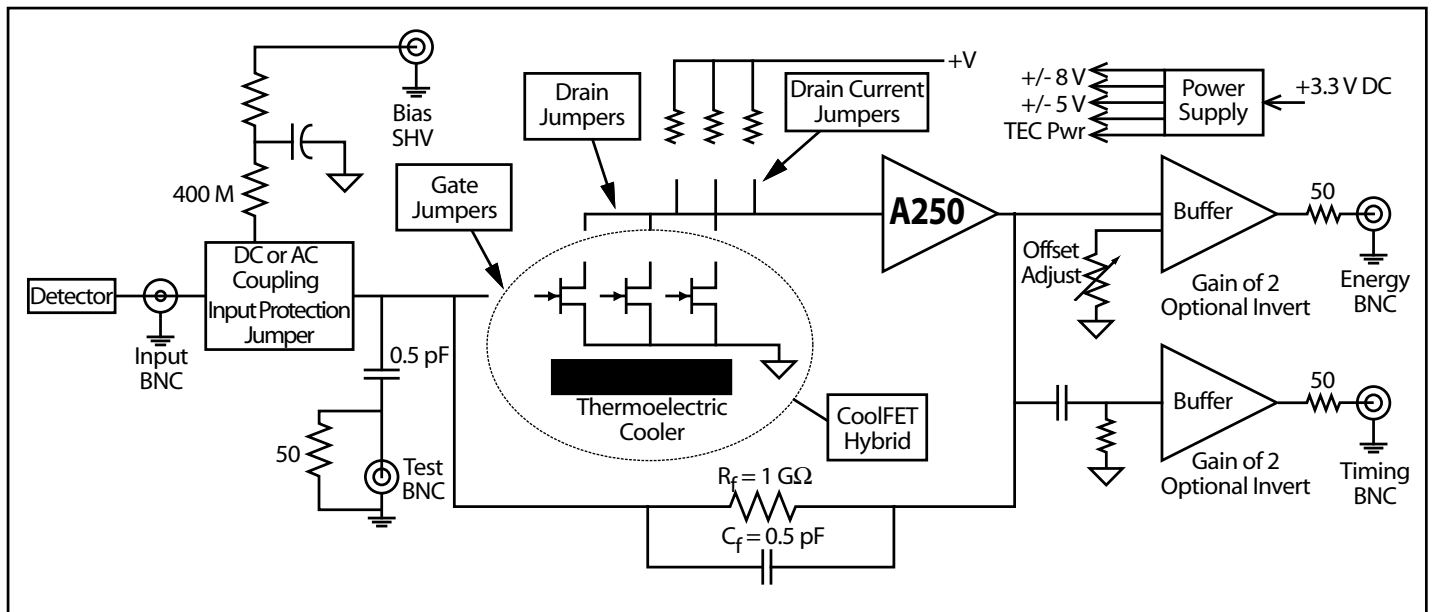 Bias
SHV
400 M
DC or AC
Coupling
Input Protection
Jumper
Detector
Input
BNC
0.5 pF
50
Test
BNC
Gate
Jumpers
Drain
Jumpers
+V
Drain Current
Jumpers
Thermoelectric
Cooler
CoolFET
Hybrid
Rf = 1 GΩ
Cf = 0.5 pF
A250
+/- 8 V
+/- 5 V
TEC Pwr
Power
Supply
+3.3 V DC
Offset
Adjust
Buffer
Gain of 2
Optional Invert
50
Energy
BNC
Buffer
Gain of 2
Optional Invert
50
Timing
BNC